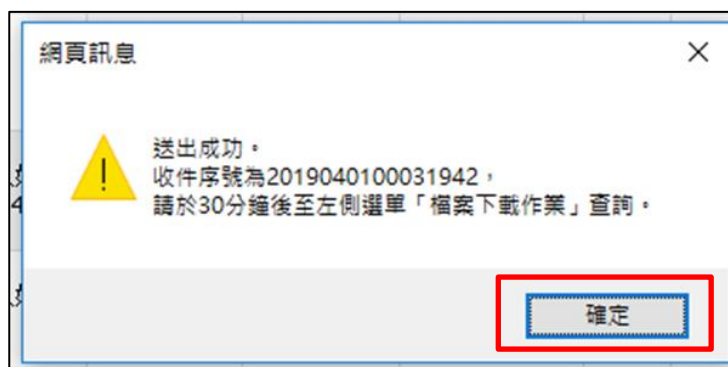 網頁訊息
送出成功。
收件序號為2019040100031942，
請於30分鐘後至左側選單「檔案下載作業」查詢。
確定